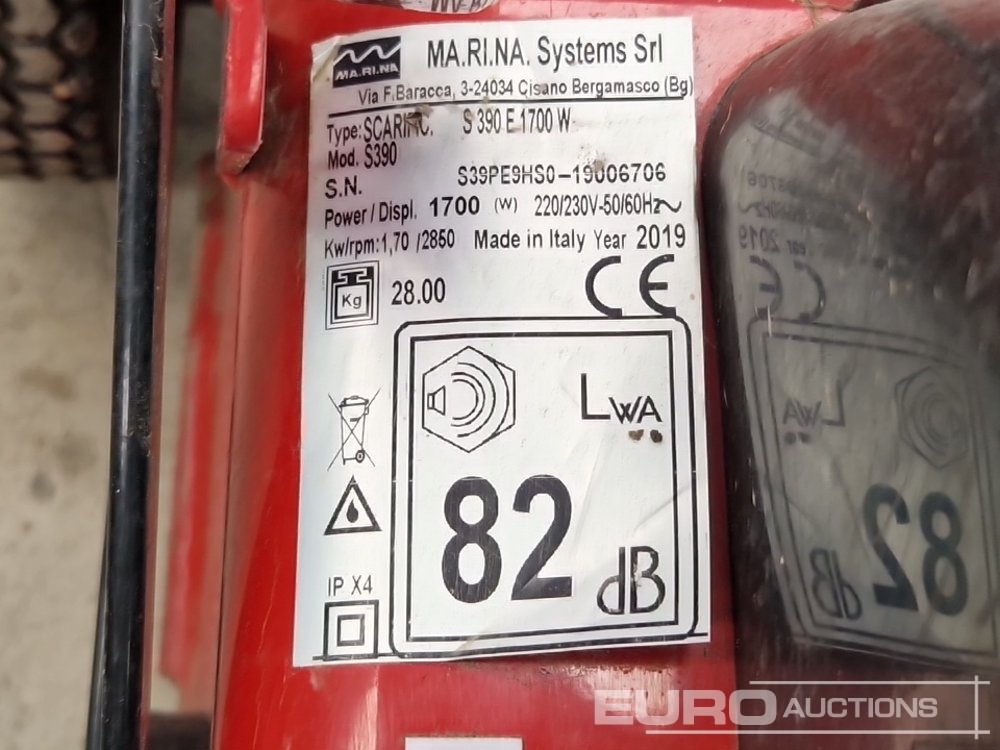 MA.RI.NA
MA.RI.NA. Systems Srl
Via F.Baracca, 3-24034 Cisano Bergamasco (Bg)
Type: S 390 E 1700 W
Mod. S390
S.N. S39PE9HS0-19006706
Power / Displ. 1700 (W) 220/230V-50/60Hz~
Kw/rpm:1,70 /2850 Made in Italy Year 2019
Kg 28.00 CE
LWA
82 dB
IP X4
EURO AUCTIONS